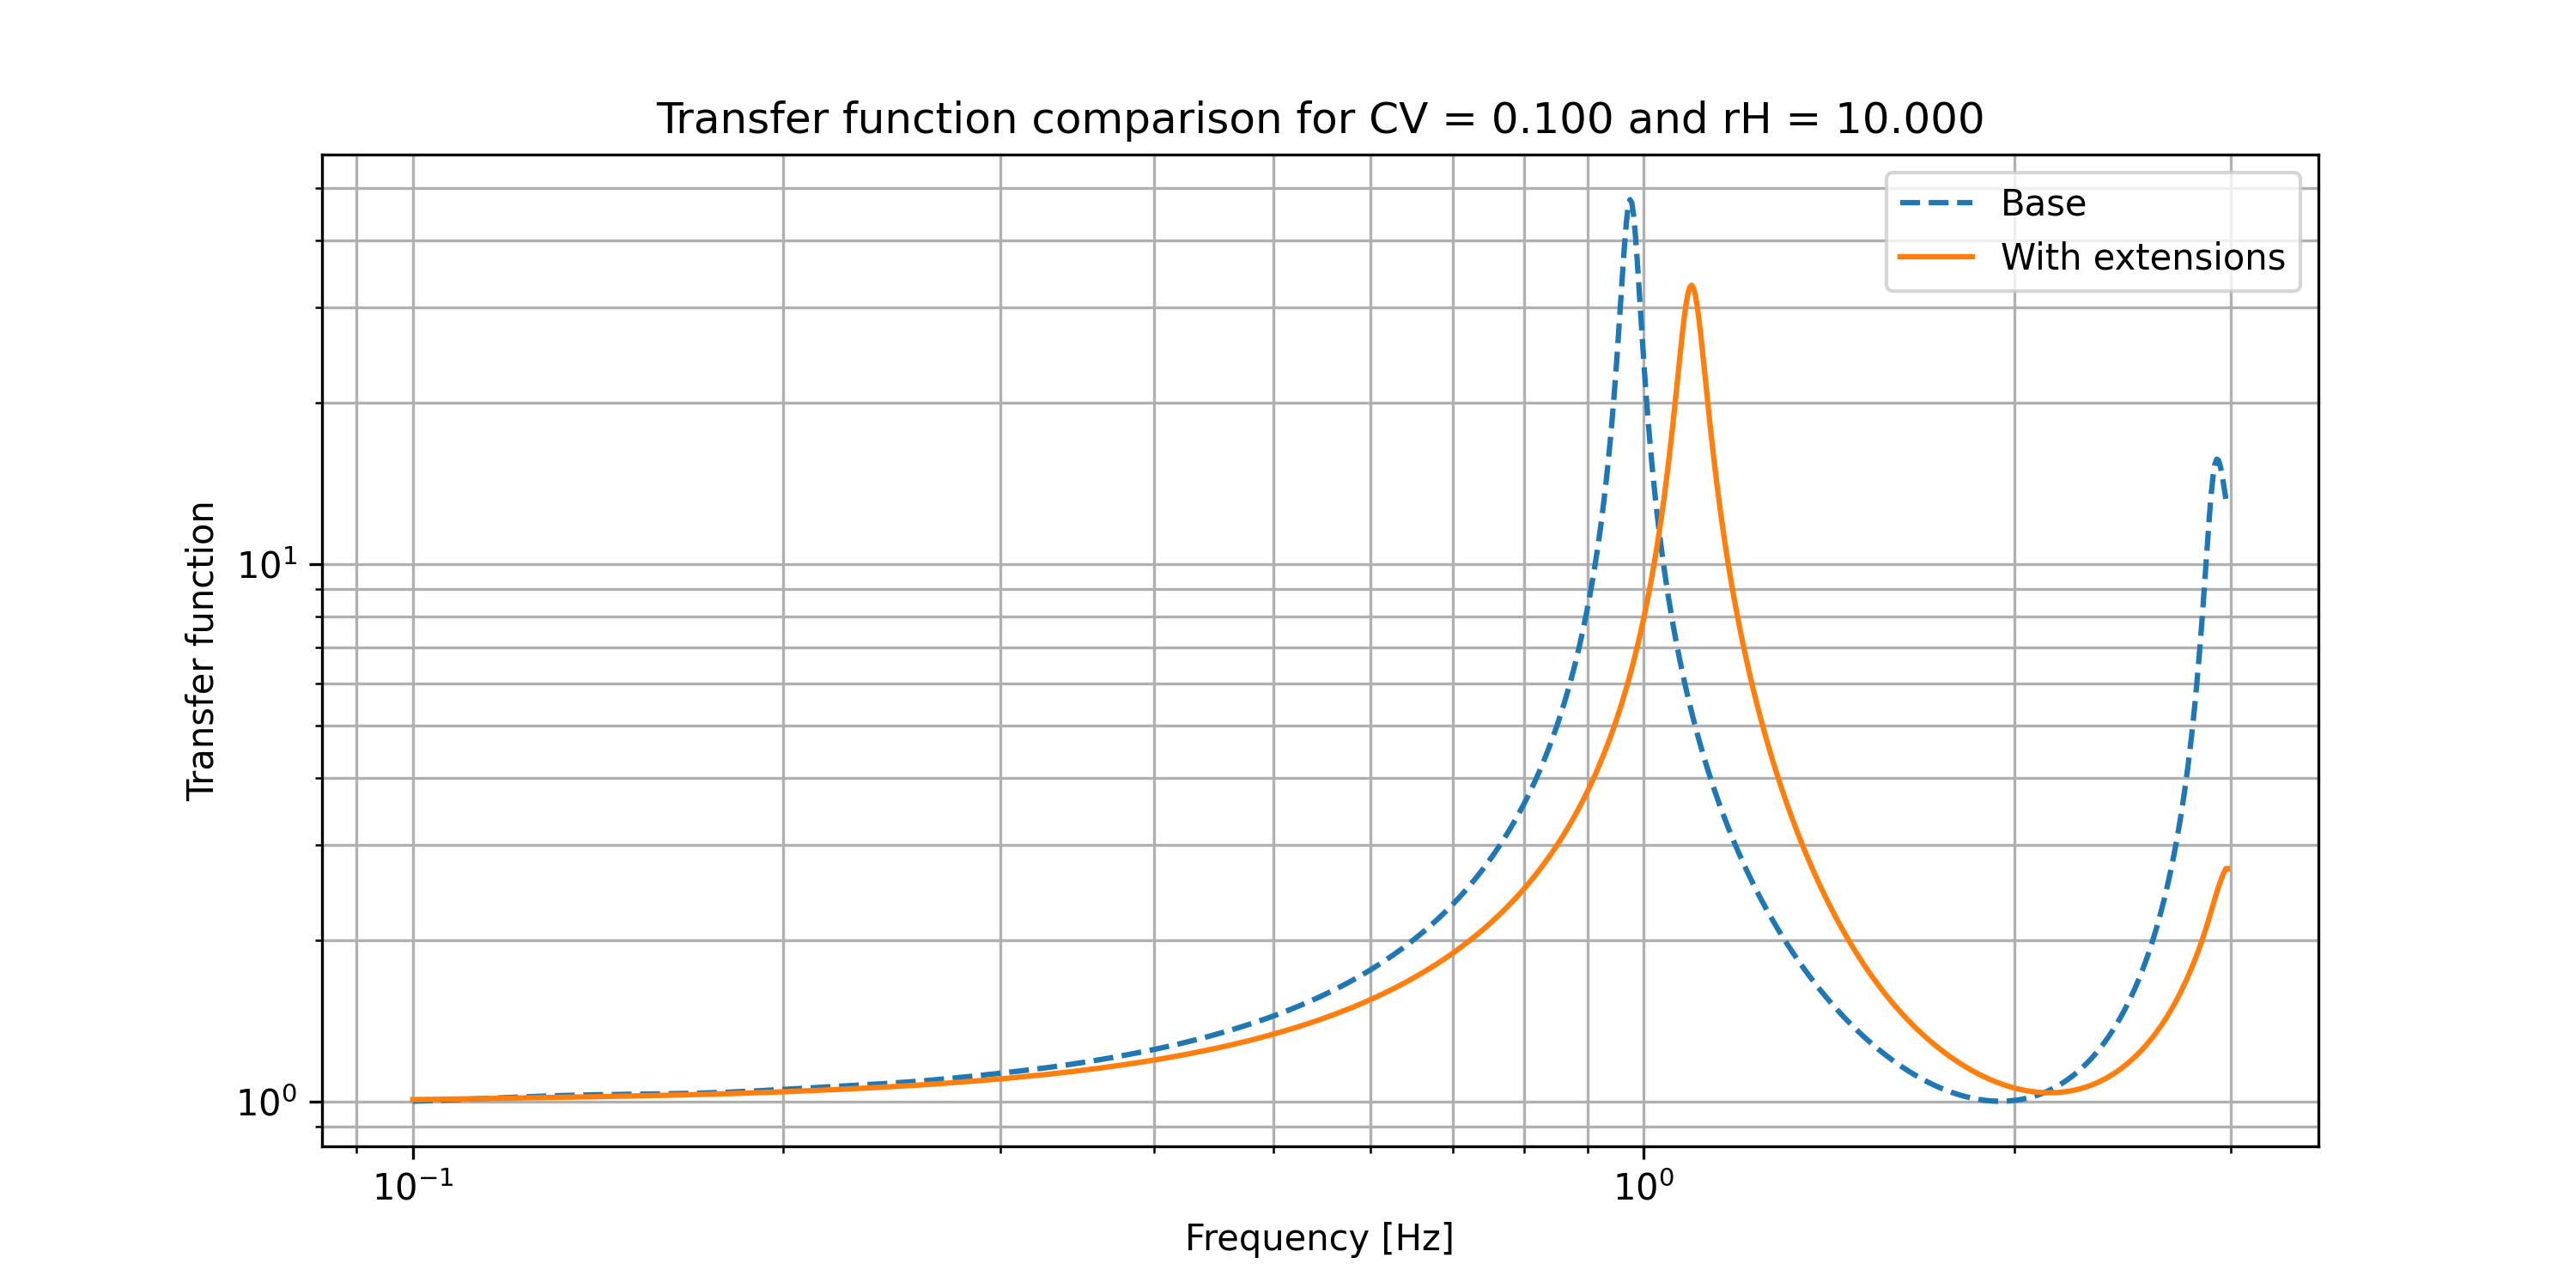 Transfer function comparison for CV = 0.100 and rH = 10.000
Base
With extensions
Transfer function
10¹
10⁰
10⁻¹
10⁰
Frequency [Hz]